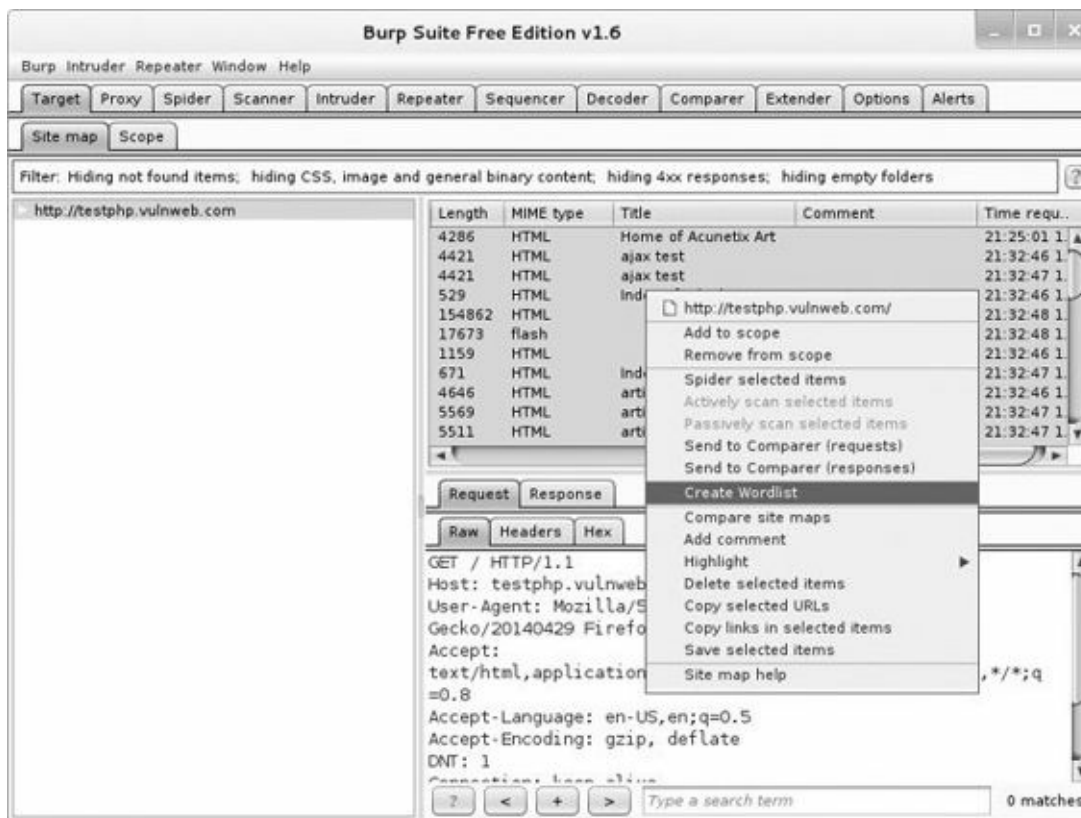 Burp Suite Free Edition v1.6
Burp Intruder Repeater Window Help
Target Proxy Spider Scanner Intruder Repeater Sequencer Decoder Comparer Extender Options Alerts
Site map Scope
Filter: Hiding not found items; hiding CSS, image and general binary content; hiding 4xx responses; hiding empty folders
?
http://testphp.vulnweb.com
Length MIME type Title Comment Time requ..
4286 HTML Home of Acunetix Art 21:25:01 1.
4421 HTML ajax test 21:32:46 1.
4421 HTML ajax test 21:32:47 1.
529 HTML Inde 21:32:46 1.
154862 HTML 21:32:48 1.
17673 flash 21:32:48 1.
1159 HTML 21:32:46 1.
671 HTML Inde 21:32:47 1.
4646 HTML arti 21:32:46 1.
5569 HTML arti 21:32:47 1.
5511 HTML arti 21:32:47 1.
http://testphp.vulnweb.com/
Add to scope
Remove from scope
Spider selected items
Actively scan selected items
Passively scan selected items
Send to Comparer (requests)
Send to Comparer (responses)
Create Wordlist
Compare site maps
Add comment
Highlight
Delete selected items
Copy selected URLs
Copy links in selected items
Save selected items
Site map help
Request Response
Raw Headers Hex
GET / HTTP/1.1
Host: testphp.vulnweb
User-Agent: Mozilla/5
Gecko/20140429 Firefo
Accept:
text/html,application ,*/*;q
=0.8
Accept-Language: en-US,en;q=0.5
Accept-Encoding: gzip, deflate
DNT: 1
Connection: keep-alive
? < + > Type a search term 0 matches